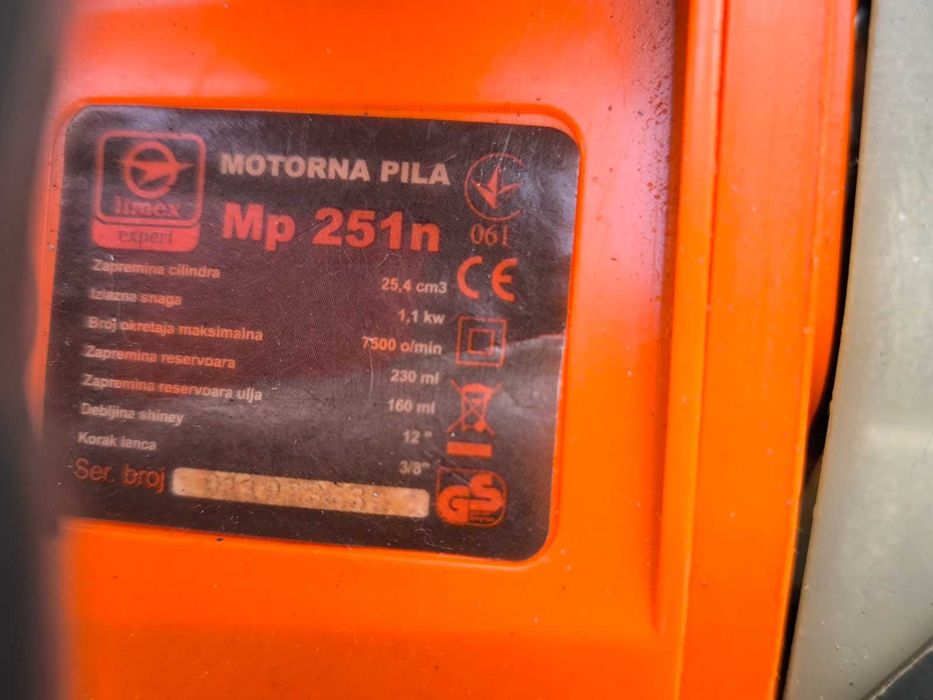 limex
expert
MOTORNA PILA
Mp 251n
061
CE
Zapremina cilindra 25,4 cm3
Izlazna snaga 1,1 kw
Broj okretaja maksimalna 7500 o/min
Zapremina reservoara 230 ml
Zapremina reservoara ulja 160 ml
Debljina shiney 12 "
Korak lanca 3/8"
Ser. broj
GS